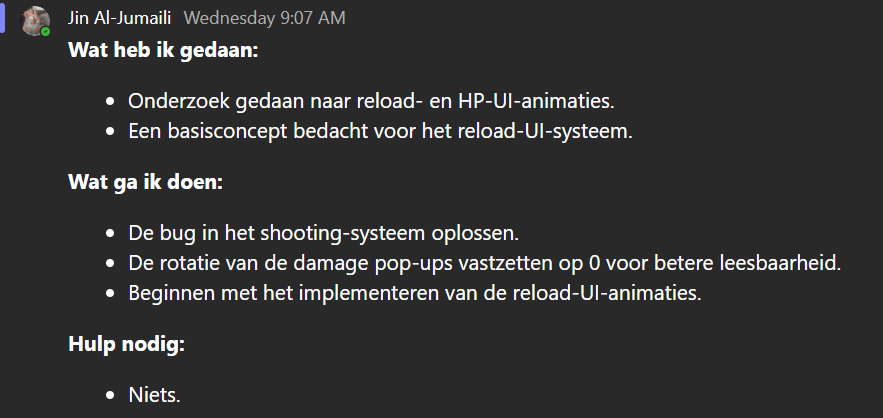 Jin Al-Jumaili Wednesday 9:07 AM
Wat heb ik gedaan:
• Onderzoek gedaan naar reload- en HP-UI-animaties.
• Een basisconcept bedacht voor het reload-UI-systeem.
Wat ga ik doen:
• De bug in het shooting-systeem oplossen.
• De rotatie van de damage pop-ups vastzetten op 0 voor betere leesbaarheid.
• Beginnen met het implementeren van de reload-UI-animaties.
Hulp nodig:
• Niets.